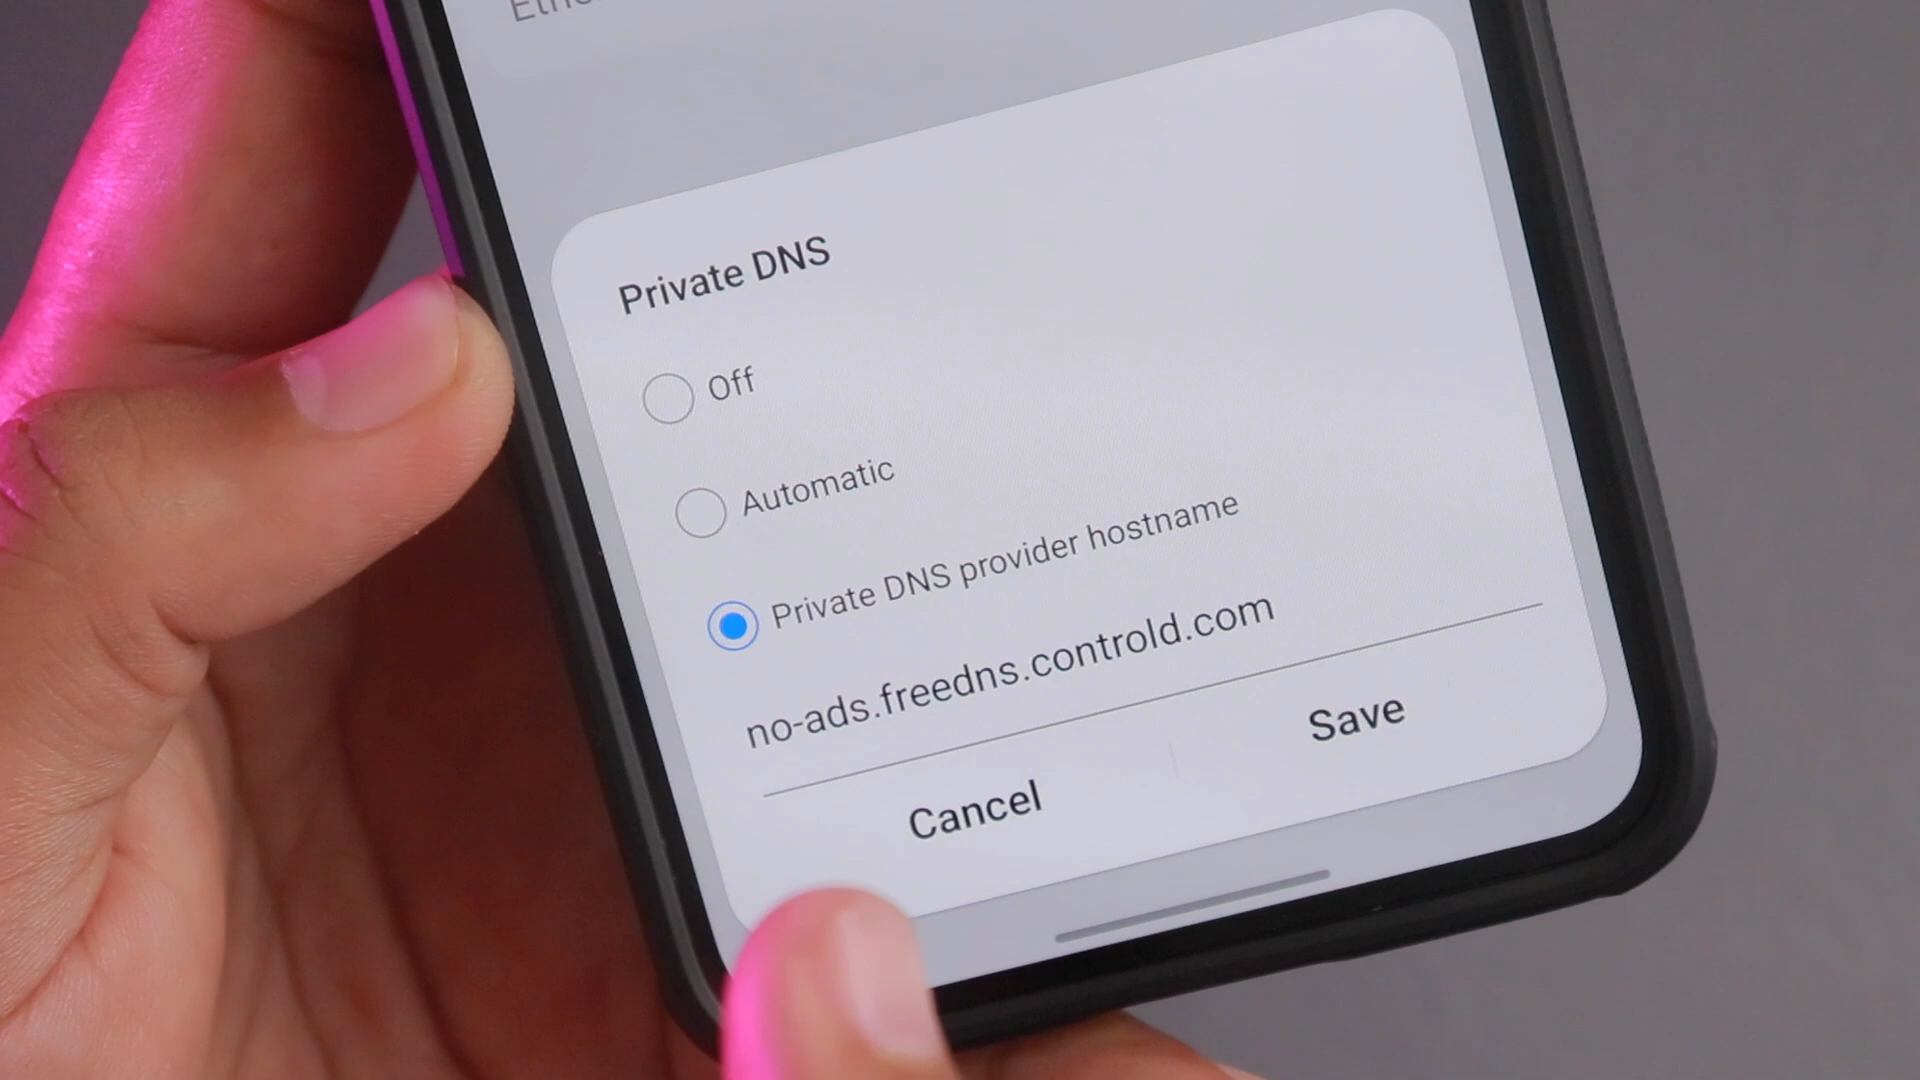 Private DNS
Off
Automatic
Private DNS provider hostname
no-ads.freedns.controld.com
Cancel
Save